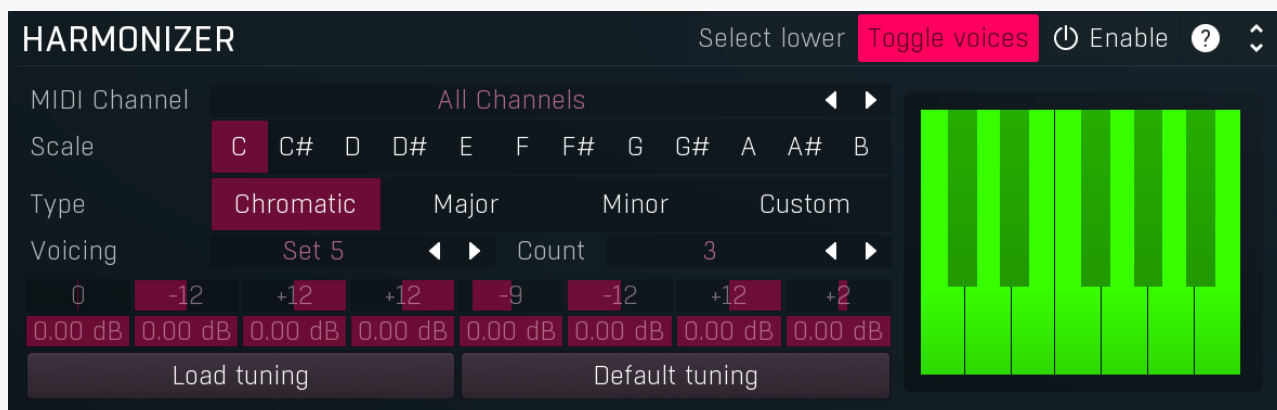 HARMONIZER Select lower Toggle voices Enable ?
MIDI Channel All Channels
Scale C C# D D# E F F# G G# A A# B
Type Chromatic Major Minor Custom
Voicing Set 5 Count 3
0 -12 +12 +12 -9 -12 +12 +2
0.00 dB 0.00 dB 0.00 dB 0.00 dB 0.00 dB 0.00 dB 0.00 dB 0.00 dB
Load tuning Default tuning